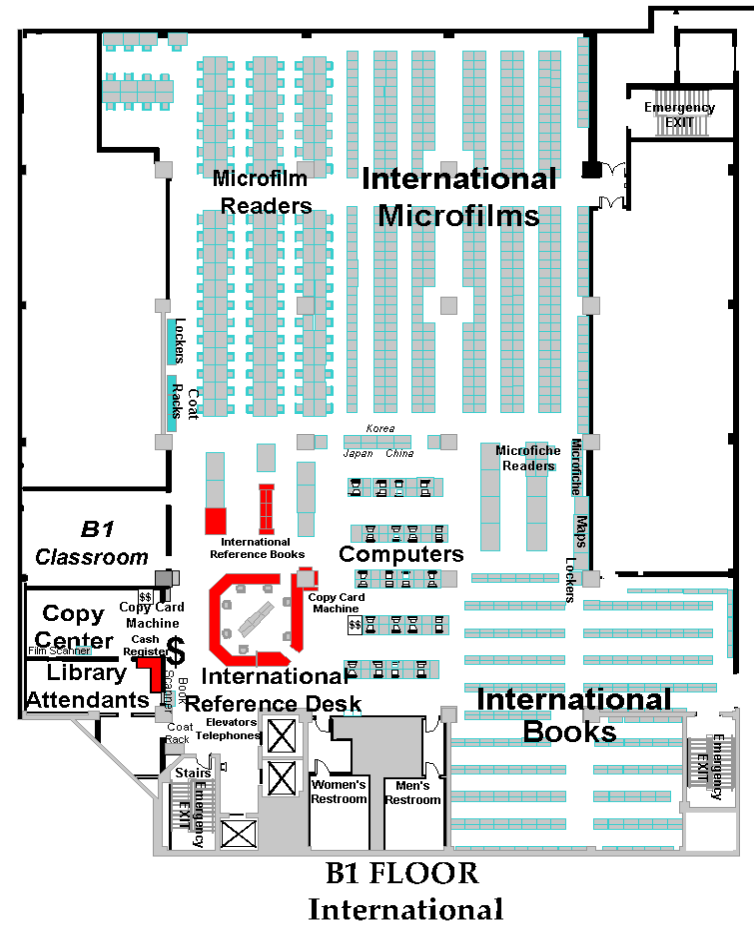 Emergency
EXIT
Microfilm
Readers
International
Microfilms
Lockers
Coat
Racks
Korea
Japan China
Microfiche
Readers
Microfiche
Maps
Lockers
B1
Classroom
International
Reference Books
Computers
$$
Copy Card
Machine
Copy
Center
Copy Card
Machine
Cash
Register
$
Film Scanner
$$
Library
Attendants
Book
Scanner
International
Reference Desk
International
Books
Coat
Rack
Elevators
Telephones
Stairs
Emergency
EXIT
Women's
Restroom
Men's
Restroom
Emergency
EXIT
B1 FLOOR
International